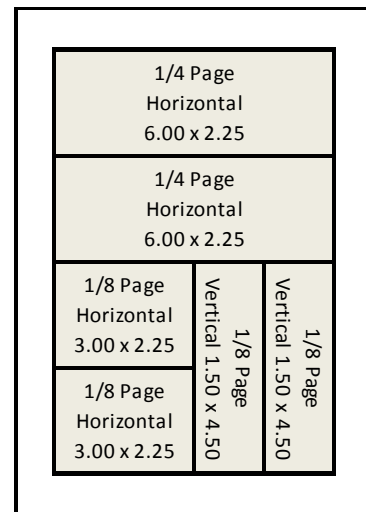 1/4 Page
Horizontal
6.00 x 2.25
1/4 Page
Horizontal
6.00 x 2.25
1/8 Page
Horizontal
3.00 x 2.25
1/8 Page
Horizontal
3.00 x 2.25
1/8 Page
Vertical 1.50 x 4.50
1/8 Page
Vertical 1.50 x 4.50